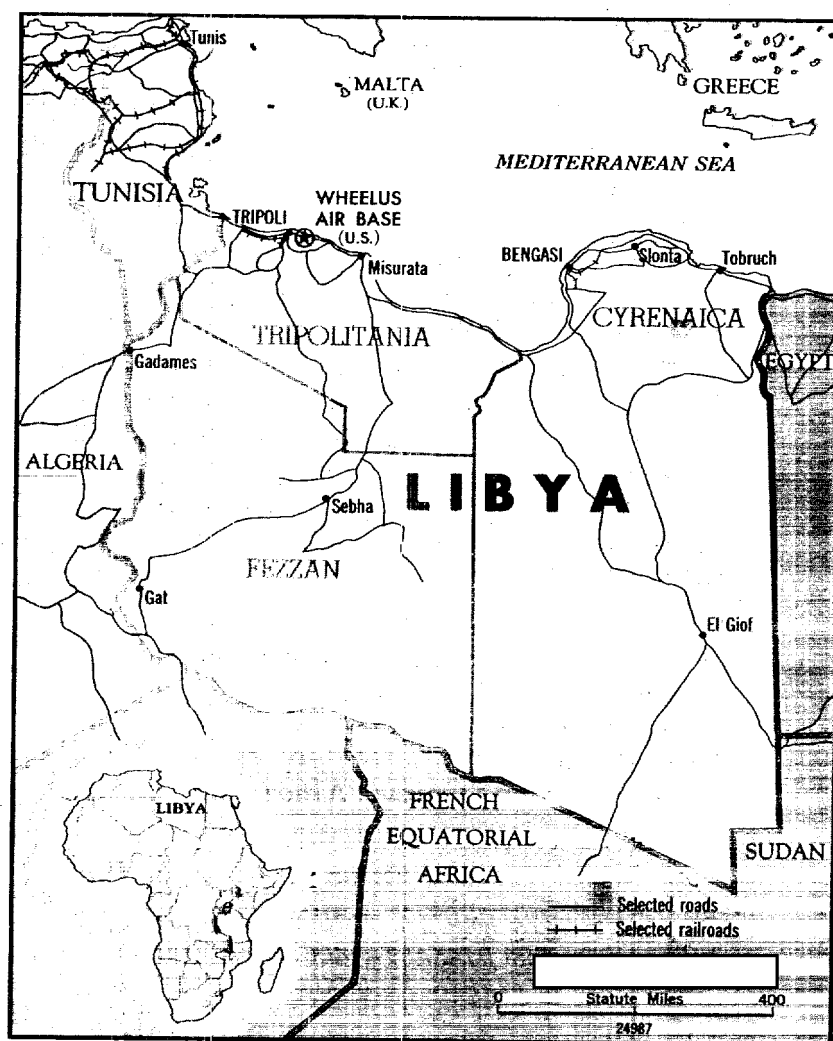 Tunis
MALTA
(U.K.)
GREECE
MEDITERRANEAN SEA
TUNISIA
WHEELUS
AIR BASE
(U.S.)
TRIPOLI
Misurata
BENGASI
Slonta
Tobruch
TRIPOLITANIA
CYRENAICA
EGYPT
Gadames
ALGERIA
LIBYA
Sebha
FEZZAN
Gat
El Giof
LIBYA
FRENCH
EQUATORIAL
AFRICA
SUDAN
Selected roads
Selected railroads
0 Statute Miles 400
24987